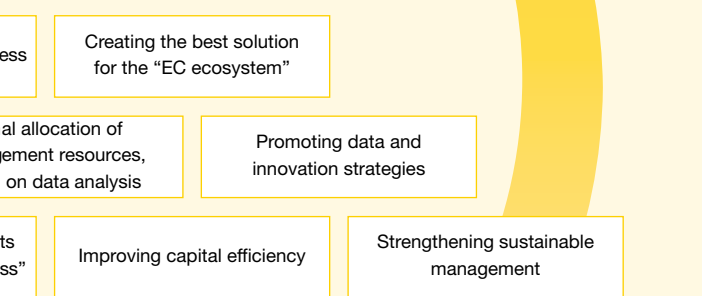 ess
Creating the best solution
for the “EC ecosystem”
al allocation of
gement resources,
on data analysis
Promoting data and
innovation strategies
ts
ss”
Improving capital efficiency
Strengthening sustainable
management